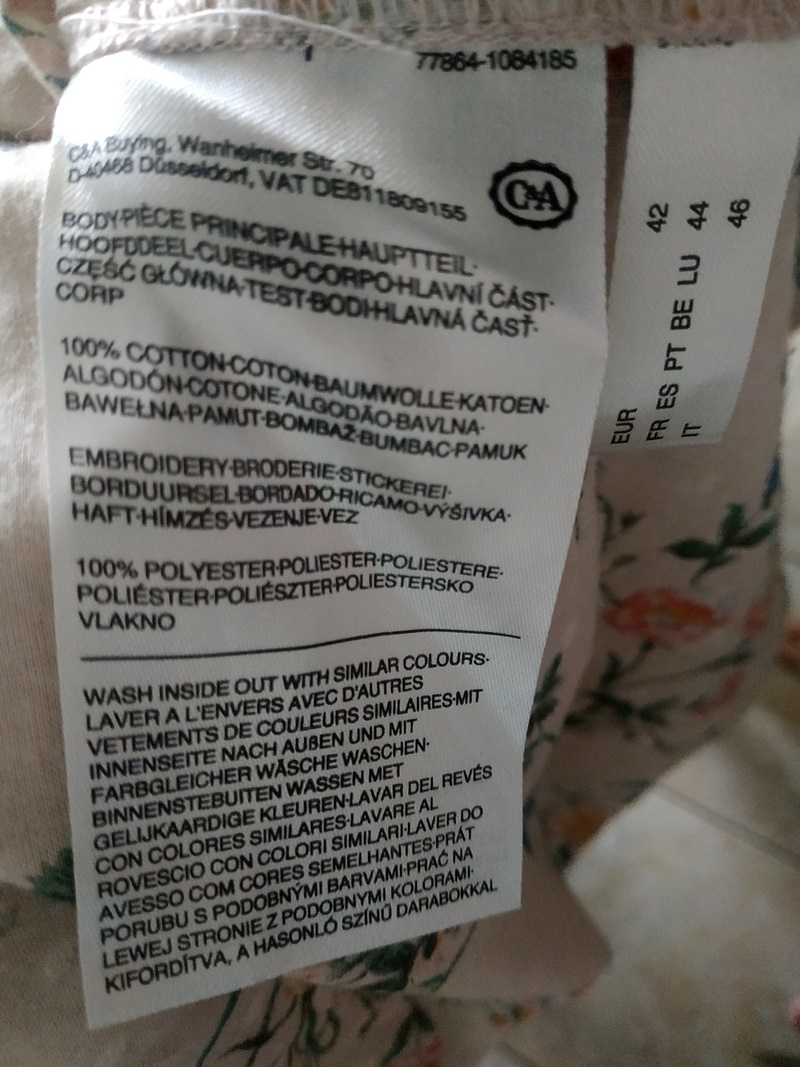 77864-1084185
C&A Buying, Wanheimer Str. 70
D-40468 Düsseldorf, VAT DE811809155
C&A
BODY·PIÈCE PRINCIPALE·HAUPTTEIL·
HOOFDDEEL·CUERPO·CORPO·HLAVNÍ ČÁST·
CZĘŚĆ GŁÓWNA·TEST·BODI·HLAVNÁ ČASŤ·
CORP
100% COTTON·COTON·BAUMWOLLE·KATOEN·
ALGODÓN·COTONE·ALGODÃO·BAVLNA·
BAWEŁNA·PAMUT·BOMBAŽ·BUMBAC·PAMUK
EMBROIDERY·BRODERIE·STICKEREI·
BORDUURSEL·BORDADO·RICAMO·VÝŠIVKA·
HAFT·HÍMZÉS·VEZENJE·VEZ
100% POLYESTER·POLIESTER·POLIESTERE·
POLIÉSTER·POLIÉSZTER·POLIESTERSKO
VLAKNO
WASH INSIDE OUT WITH SIMILAR COLOURS·
LAVER A L'ENVERS AVEC D'AUTRES
VETEMENTS DE COULEURS SIMILAIRES·MIT
INNENSEITE NACH AUßEN UND MIT
FARBGLEICHER WÄSCHE WASCHEN·
BINNENSTEBUITEN WASSEN MET
GELIJKAARDIGE KLEUREN·LAVAR DEL REVÉS
CON COLORES SIMILARES·LAVARE AL
ROVESCIO CON COLORI SIMILARI·LAVER DO
AVESSO COM CORES SEMELHANTES·PRÁT
PORUBU S PODOBNÝMI BARVAMI·PRAĆ NA
LEWEJ STRONIE Z PODOBNYMI KOLORAMI·
KIFORDÍTVA, A HASONLÓ SZÍNŰ DARABOKKAL
EUR 42
FR ES PT BE LU 44
IT 46